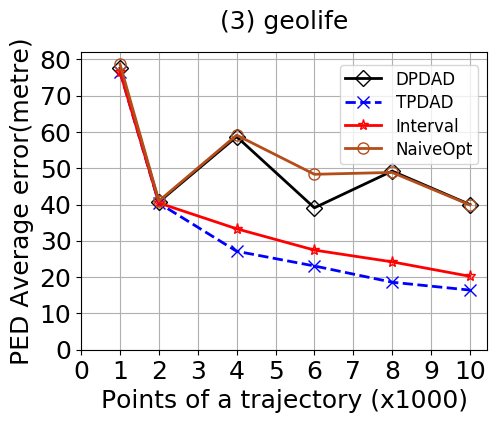 (3) geolife
PED Average error(metre)
80
70
60
50
40
30
20
10
0
DPDAD
TPDAD
Interval
NaiveOpt
0 1 2 3 4 5 6 7 8 9 10
Points of a trajectory (x1000)